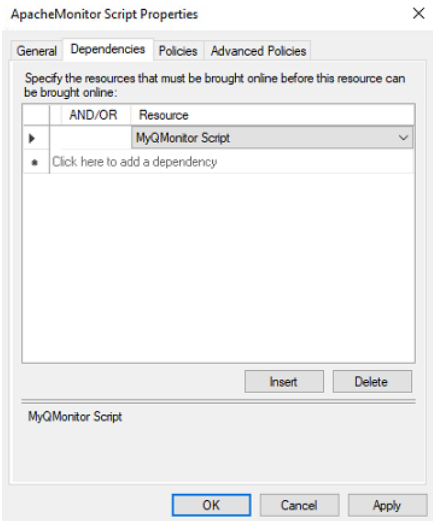 ApacheMonitor Script Properties
General Dependencies Policies Advanced Policies
Specify the resources that must be brought online before this resource can
be brought online:
AND/OR Resource
MyQMonitor Script
Click here to add a dependency
Insert Delete
MyQMonitor Script
OK Cancel Apply